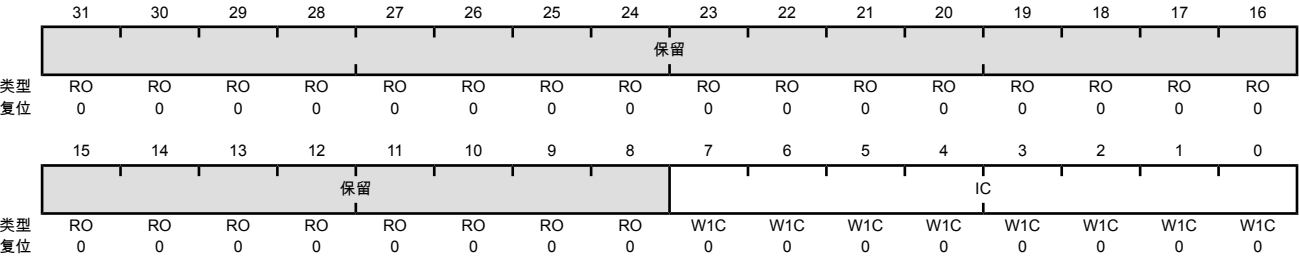 31 30 29 28 27 26 25 24 23 22 21 20 19 18 17 16
保留
类型 RO RO RO RO RO RO RO RO RO RO RO RO RO RO RO RO
复位 0 0 0 0 0 0 0 0 0 0 0 0 0 0 0 0
15 14 13 12 11 10 9 8 7 6 5 4 3 2 1 0
保留 IC
类型 RO RO RO RO RO RO RO RO W1C W1C W1C W1C W1C W1C W1C W1C
复位 0 0 0 0 0 0 0 0 0 0 0 0 0 0 0 0